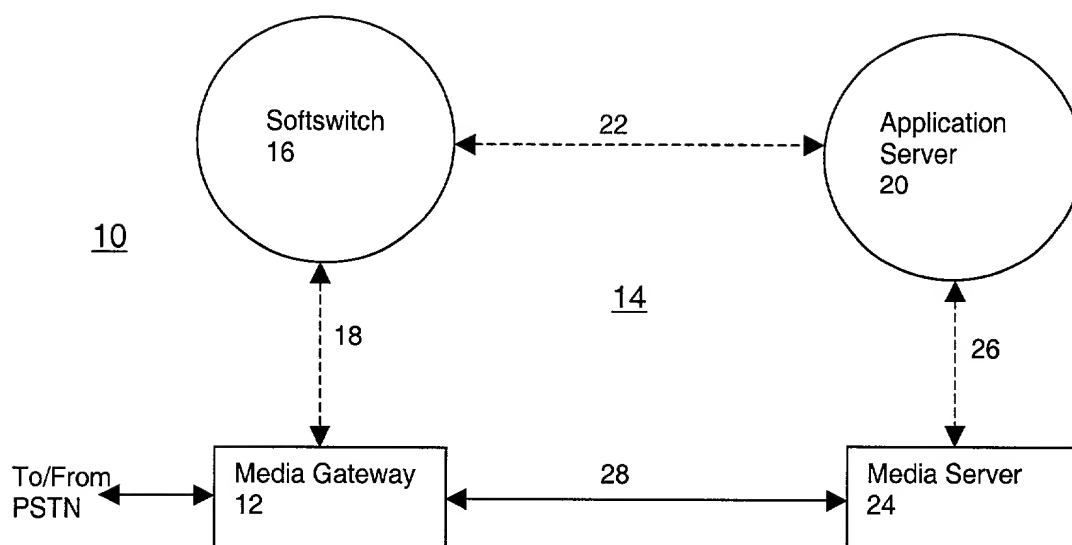 Softswitch
16
22
Application
Server
20
10
14
18
26
To/From
PSTN
Media Gateway
12
28
Media Server
24